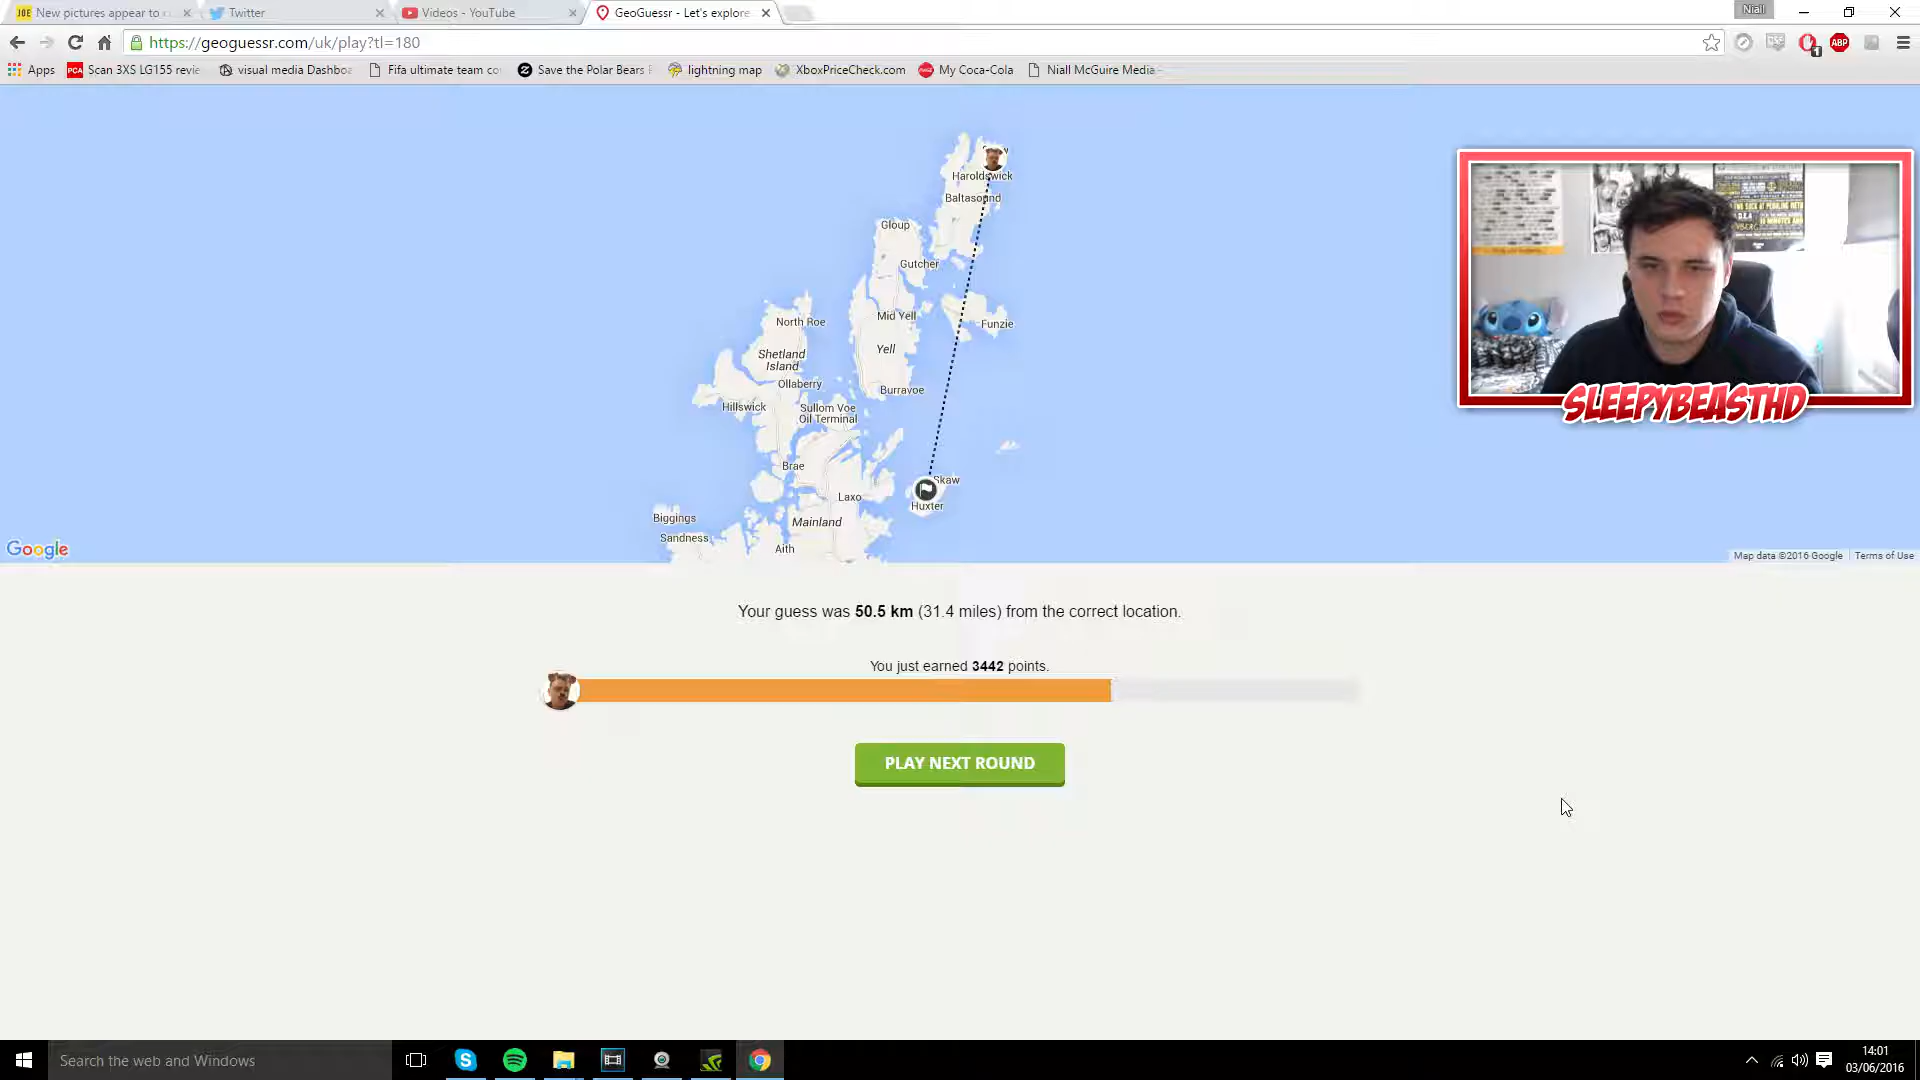 JOE New pictures appear to c
Twitter
Videos - YouTube
GeoGuessr - Let's explore
Niall
https://geoguessr.com/uk/play?tl=180
ABP
1
Apps
PCA Scan 3XS LG155 revie
visual media Dashboa
Fifa ultimate team co
Save the Polar Bears
lightning map
XboxPriceCheck.com
My Coca-Cola
Niall McGuire Media -
Haroldswick
Baltasound
Gloup
Gutcher
North Roe
Mid Yell
Funzie
Shetland
Island
Yell
Ollaberry
Burravoe
Hillswick
Sullom Voe
Oil Terminal
SLEEPYBEASTHD
Brae
Skaw
Laxo
Huxter
Biggings
Mainland
Sandness
Aith
Google
Map data ©2016 Google
Terms of Use
Your guess was 50.5 km (31.4 miles) from the correct location.
You just earned 3442 points.
PLAY NEXT ROUND
Search the web and Windows
14:01
03/06/2016